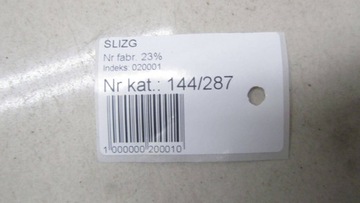 SLIZG
Nr fabr. 23%
Indeks: 020001
Nr kat.: 144/287
1 000000 200010